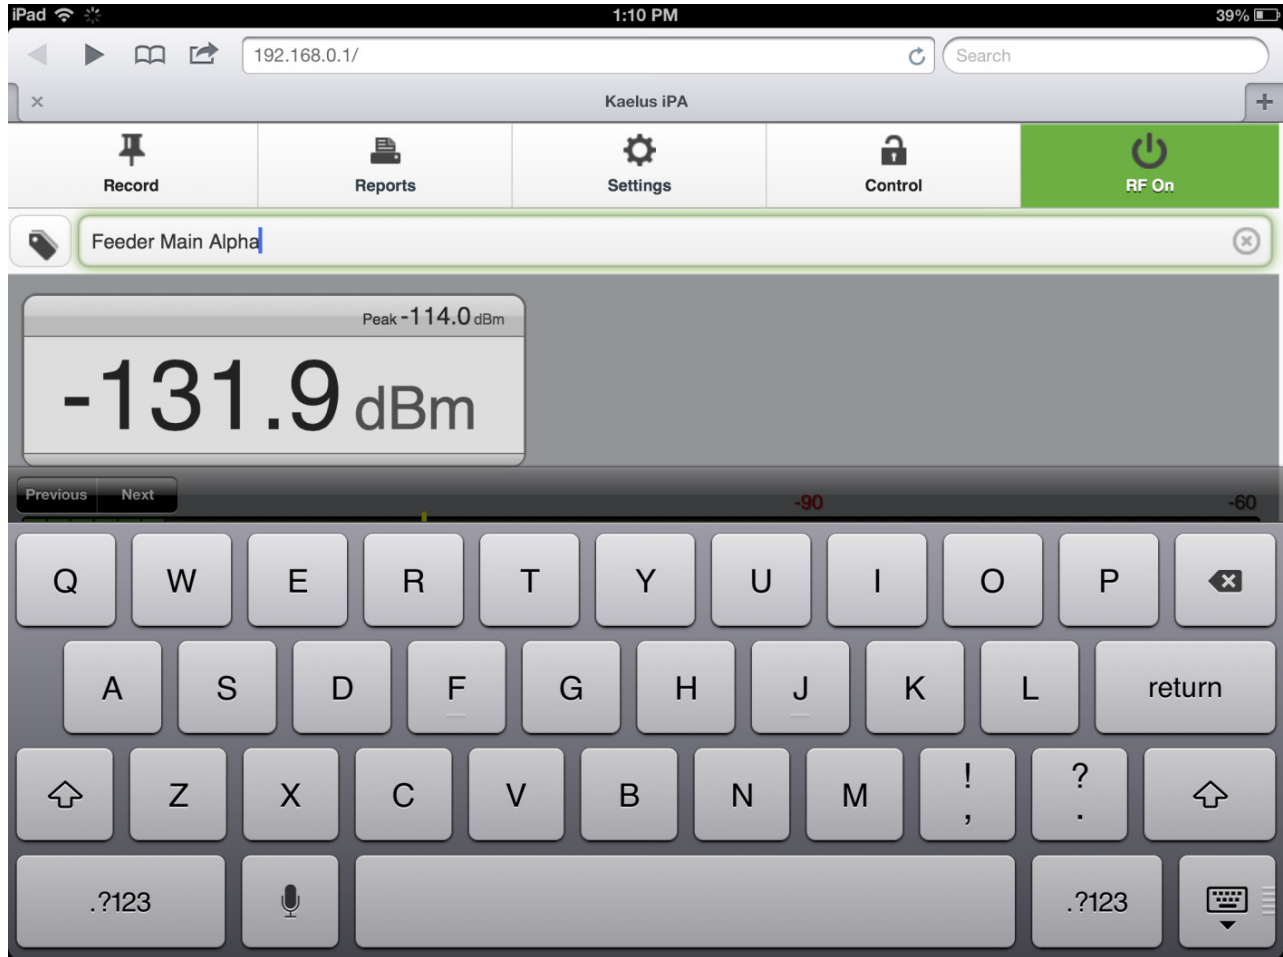 iPad 1:10 PM 39%
192.168.0.1/ Search
Kaelus iPA
Record Reports Settings Control RF On
Feeder Main Alpha
Peak -114.0 dBm
-131.9 dBm
Previous Next -90 -60
Q W E R T Y U I O P
A S D F G H J K L return
Z X C V B N M ! , ? .
.?123 .?123